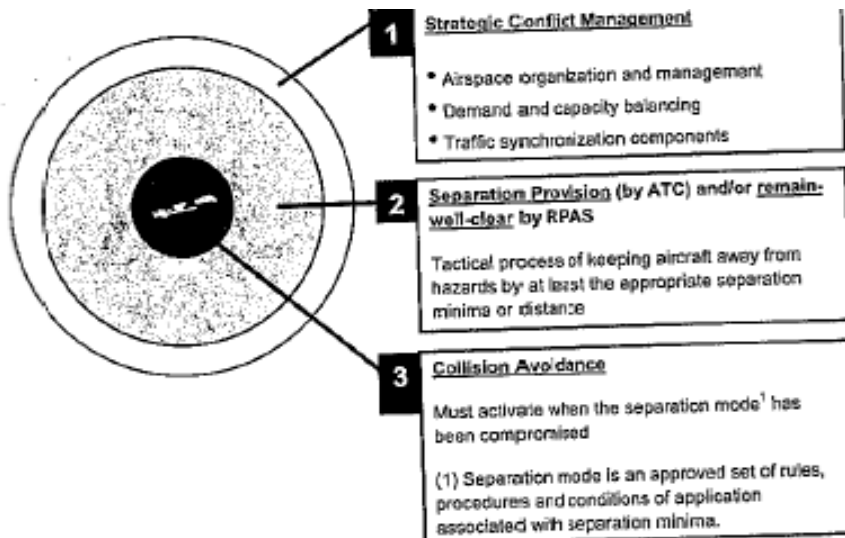 1
Strategic Conflict Management
• Airspace organization and management
• Demand and capacity balancing
• Traffic synchronization components
2
Separation Provision (by ATC) and/or remain-
well-clear by RPAS
Tactical process of keeping aircraft away from
hazards by at least the appropriate separation
minima or distance
3
Collision Avoidance
Must activate when the separation mode¹ has
been compromised
(1) Separation mode is an approved set of rules,
procedures and conditions of application
associated with separation minima.